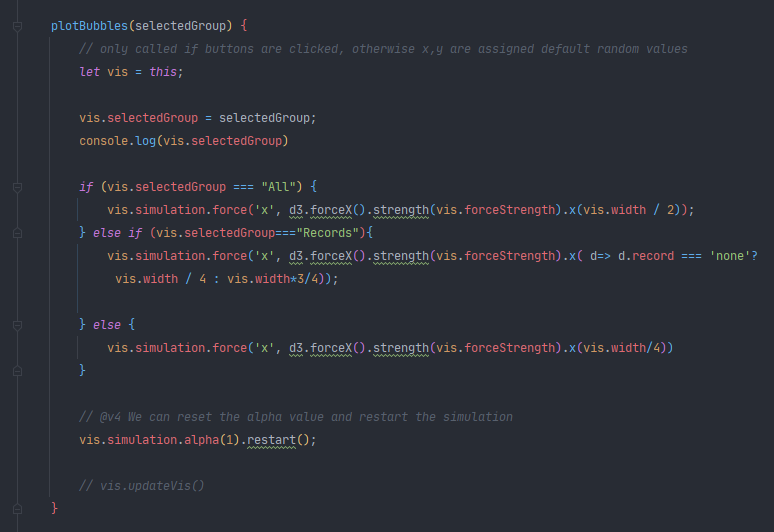 plotBubbles(selectedGroup) {
// only called if buttons are clicked, otherwise x,y are assigned default random values
let vis = this;
vis.selectedGroup = selectedGroup;
console.log(vis.selectedGroup)
if (vis.selectedGroup === "All") {
vis.simulation.force('x', d3.forceX().strength(vis.forceStrength).x(vis.width / 2));
} else if (vis.selectedGroup==="Records"){
vis.simulation.force('x', d3.forceX().strength(vis.forceStrength).x( d=> d.record === 'none'?
vis.width / 4 : vis.width*3/4));
} else {
vis.simulation.force('x', d3.forceX().strength(vis.forceStrength).x(vis.width/4))
}
// @v4 We can reset the alpha value and restart the simulation
vis.simulation.alpha(1).restart();
// vis.updateVis()
}